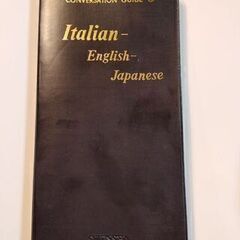 CONVERSATION GUIDE
Italian-
English-
Japanese